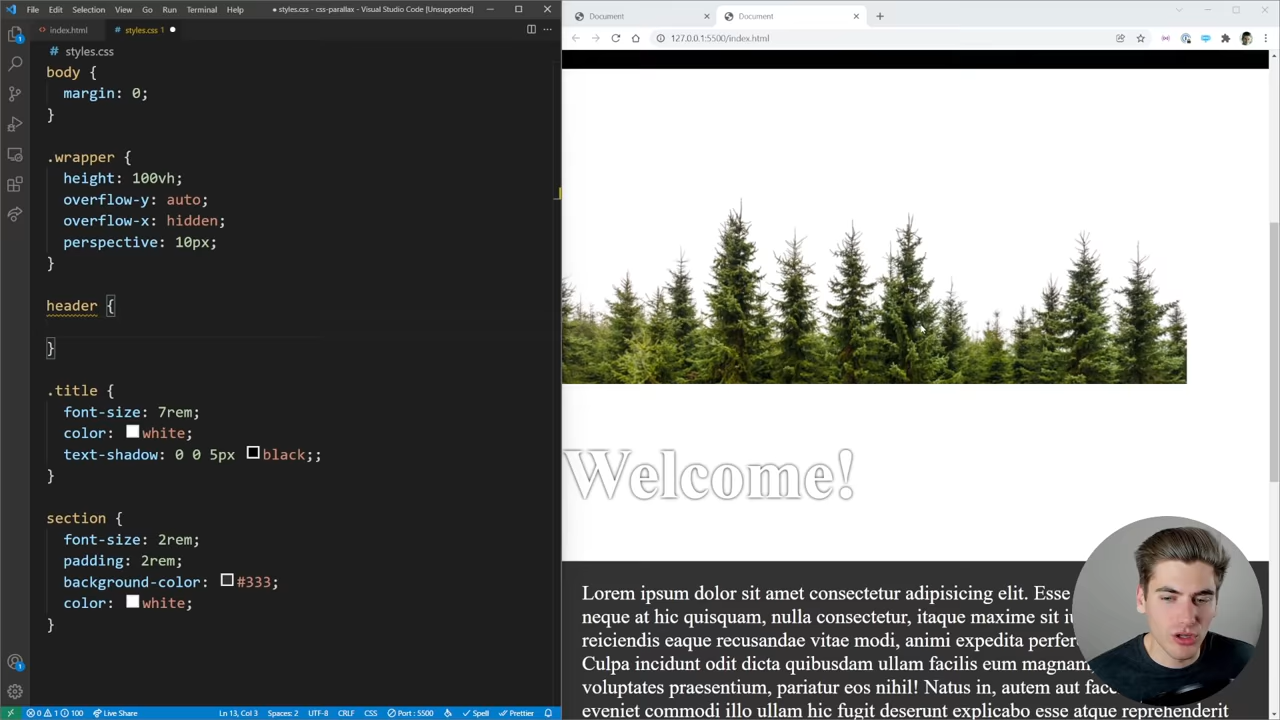 File Edit Selection View Go Run Terminal Help
styles.css - css-parallax - Visual Studio Code [Unsupported]
index.html
styles.css 1
styles.css
body {
margin: 0;
}
.wrapper {
height: 100vh;
overflow-y: auto;
overflow-x: hidden;
perspective: 10px;
}
header {
}
.title {
font-size: 7rem;
color: white;
text-shadow: 0 0 5px black;;
}
section {
font-size: 2rem;
padding: 2rem;
background-color: #333;
color: white;
}
0 1 100 Live Share
Ln 13, Col 3 Spaces: 2 UTF-8 CRLF CSS Port : 5500 Spell Prettier
Document
Document
127.0.0.1:5500/index.html
Welcome!
Lorem ipsum dolor sit amet consectetur adipisicing elit. Esse
neque at hic quisquam, nulla consectetur, itaque maxime sit
reiciendis eaque recusandae vitae modi, animi expedita
Culpa incidunt odit dicta quibusdam ullam facilis eum
voluptates praesentium, pariatur eos nihil! Natus in, autem aut
eveniet commodi illum hic fugit deserunt explicabo esse atque reprehenderit